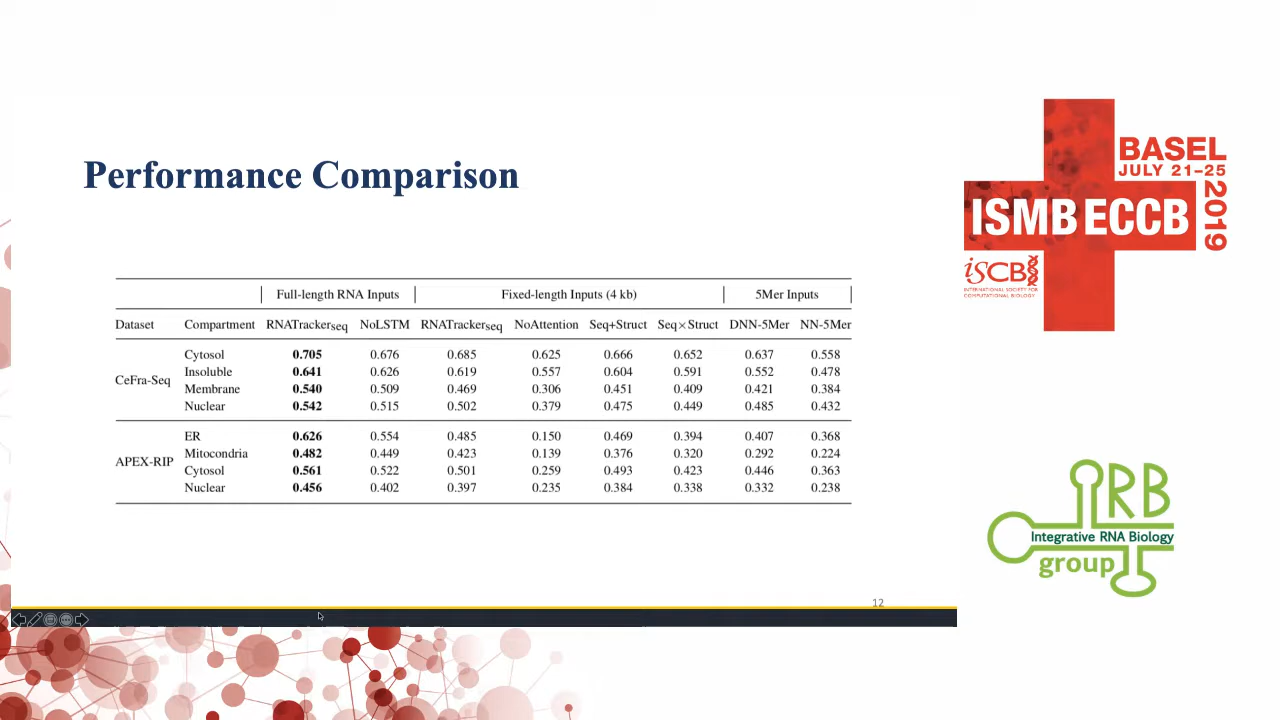 Performance Comparison
Full-length RNA Inputs Fixed-length Inputs (4 kb) 5Mer Inputs
Dataset Compartment RNATrackerseq NoLSTM RNATrackerseq NoAttention Seq+Struct Seq×Struct DNN-5Mer NN-5Mer
CeFra-Seq
Cytosol 0.705 0.676 0.685 0.625 0.666 0.652 0.637 0.558
Insoluble 0.641 0.626 0.619 0.557 0.604 0.591 0.552 0.478
Membrane 0.540 0.509 0.469 0.306 0.451 0.409 0.421 0.384
Nuclear 0.542 0.515 0.502 0.379 0.475 0.449 0.485 0.432
APEX-RIP
ER 0.626 0.554 0.485 0.150 0.469 0.394 0.407 0.368
Mitocondria 0.482 0.449 0.423 0.139 0.376 0.320 0.292 0.224
Cytosol 0.561 0.522 0.501 0.259 0.493 0.423 0.446 0.363
Nuclear 0.456 0.402 0.397 0.235 0.384 0.338 0.332 0.238
12
BASEL
JULY 21–25
2019
ISMB ECCB
ISCB
INTERNATIONAL SOCIETY FOR
COMPUTATIONAL BIOLOGY
IRB
Integrative RNA Biology
group